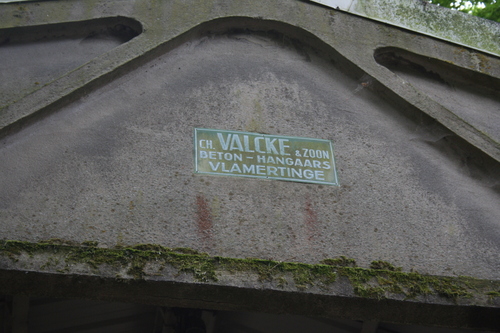 CH. VALCKE & ZOON
BETON - HANGAARS
VLAMERTINGE